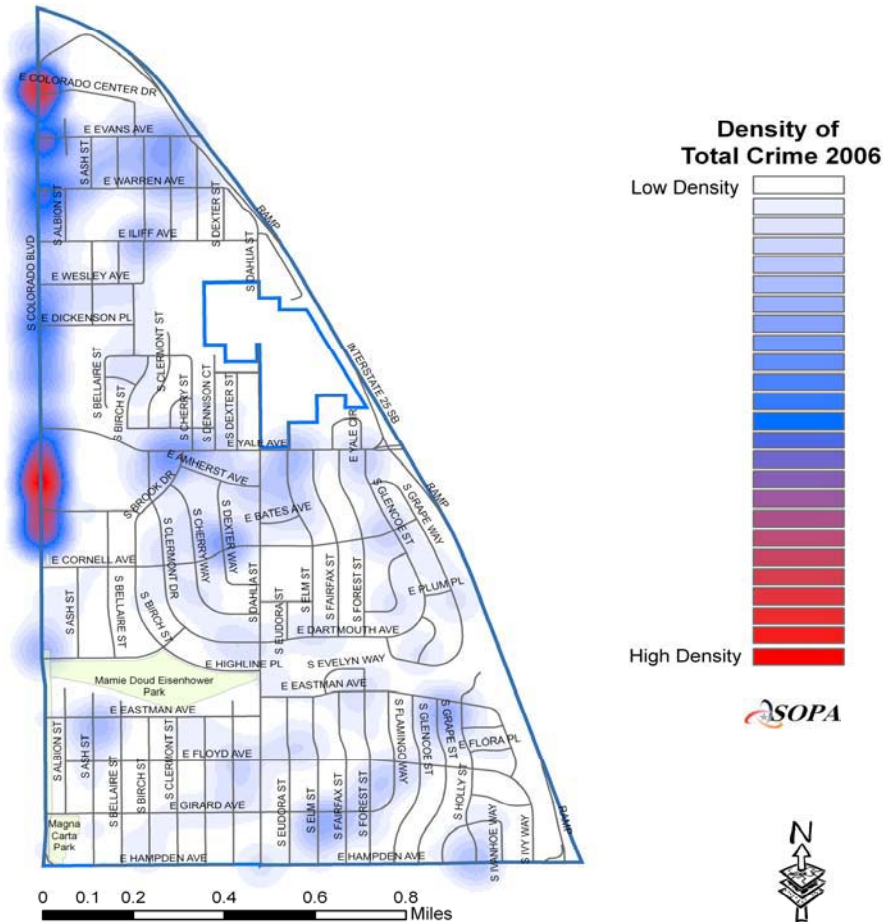 E COLORADO CENTER DR
E EVANS AVE
S ASH ST
E WARREN AVE
S ALBION ST
S DEXTER ST
RAMP
E ILIFF AVE
S COLORADO BLVD
S DAHLIA ST
E WESLEY AVE
E DICKENSON PL
S BELLAIRE ST
S BIRCH ST
S CLERMONT ST
S CHERRY ST
S DENNISON CT
S DEXTER ST
INTERSTATE 25 SB
E YALE AVE
E YALE CIR
E AMHERST AVE
S BROOK DR
S GLENCOE ST
S GRAPE WAY
RAMP
E BATES AVE
S CLERMONT DR
S CHERRY WAY
S DEXTER WAY
E CORNELL AVE
S ASH ST
S BELLAIRE ST
S BIRCH ST
S DAHLIA ST
S EUDORA ST
S ELM ST
S FAIRFAX ST
S FOREST ST
E PLUM PL
E DARTMOUTH AVE
E HIGHLINE PL
S EVELYN WAY
Mamie Doud Eisenhower
Park
E EASTMAN AVE
E EASTMAN AVE
S ALBION ST
S ASH ST
S BELLAIRE ST
S BIRCH ST
S CLERMONT ST
E FLOYD AVE
S FLAMINGO WAY
S GLENCOE ST
S GRAPE ST
E FLORA PL
S EUDORA ST
S ELM ST
S FAIRFAX ST
S FOREST ST
S HOLLY ST
E GIRARD AVE
Magna
Carta
Park
S IVANHOE WAY
S IVY WAY
RAMP
E HAMPDEN AVE
E HAMPDEN AVE
0 0.1 0.2 0.4 0.6 0.8
Miles
Density of
Total Crime 2006
Low Density
High Density
SOPA
N